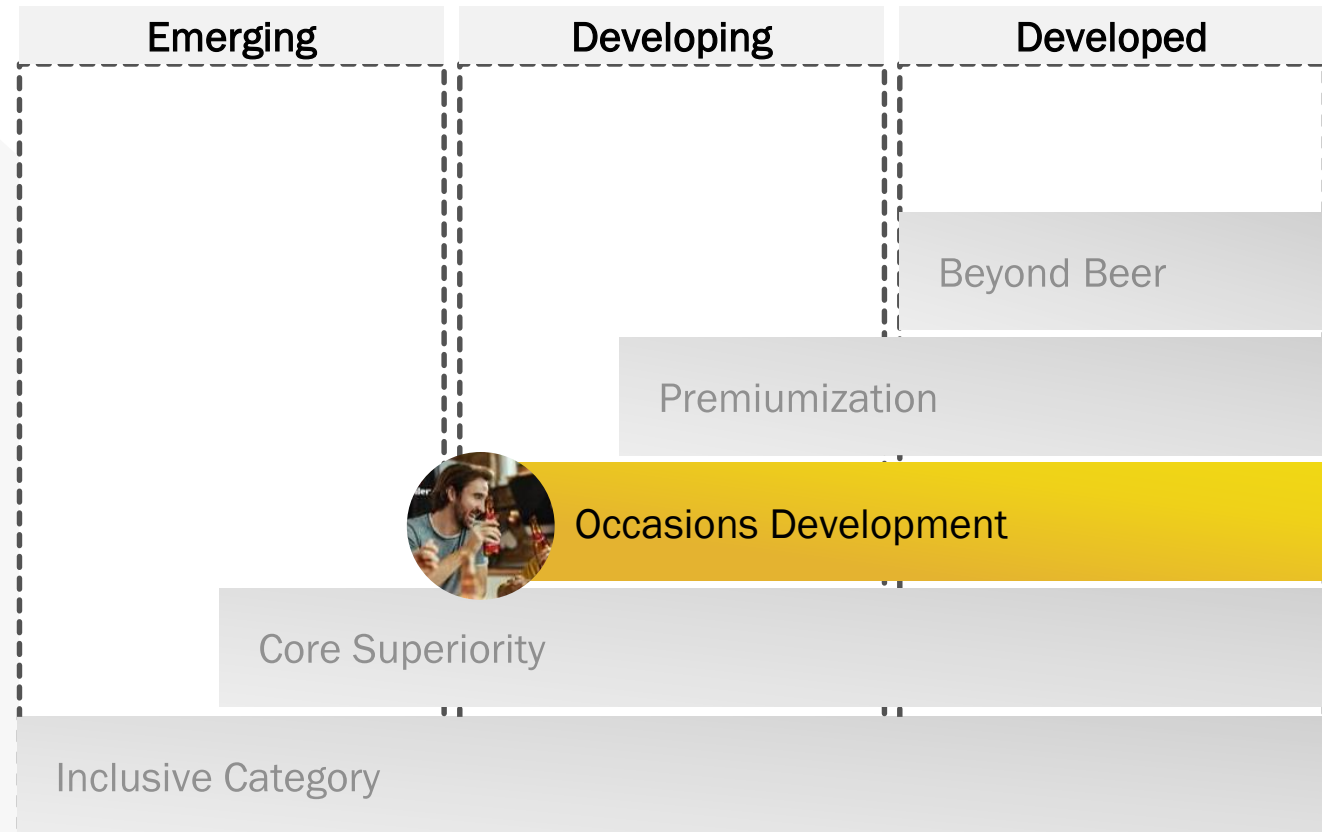 Emerging
Developing
Developed
Beyond Beer
Premiumization
Occasions Development
Core Superiority
Inclusive Category